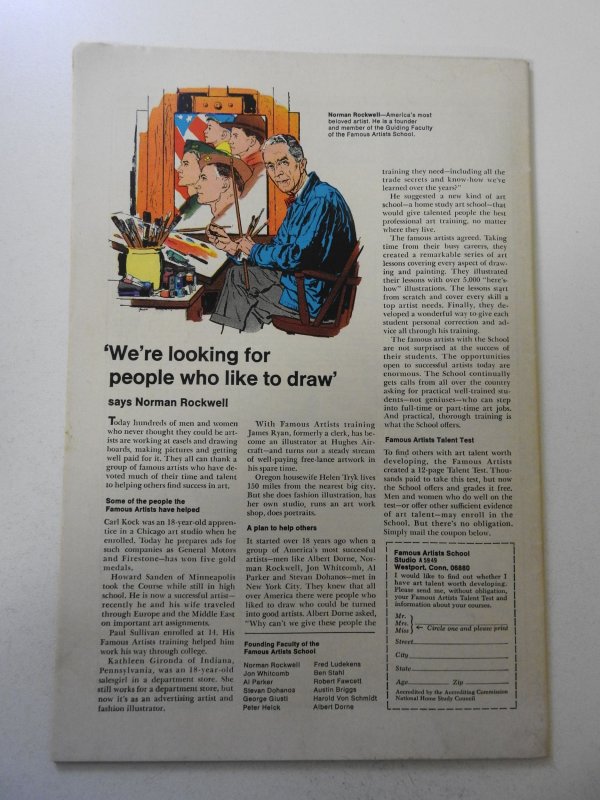 Norman Rockwell—America's most
beloved artist. He is a founder
and member of the Guiding Faculty
of the Famous Artists School.
'We're looking for
people who like to draw'
says Norman Rockwell
Today hundreds of men and women
who never thought they could be art-
ists are working at easels and drawing
boards, making pictures and getting
well paid for it. They all can thank a
group of famous artists who have de-
voted much of their time and talent
to helping others find success in art.
Some of the people the
Famous Artists have helped
Carl Kock was an 18-year-old appren-
tice in a Chicago art studio when he
enrolled. Today he prepares ads for
such companies as General Motors
and Firestone—has won five gold
medals.
Howard Sanden of Minneapolis
took the Course while still in high
school. He is now a successful artist—
recently he and his wife traveled
through Europe and the Middle East
on important art assignments.
Paul Sullivan enrolled at 14. His
Famous Artists training helped him
work his way through college.
Kathleen Gironda of Indiana,
Pennsylvania, was an 18-year-old
salesgirl in a department store. She
still works for a department store, but
now it's as an advertising artist and
fashion illustrator.
With Famous Artists training
James Ryan, formerly a clerk, has be-
come an illustrator at Hughes Air-
craft—and turns out a steady stream
of well-paying free-lance artwork in
his spare time.
Oregon housewife Helen Tryk lives
150 miles from the nearest big city.
But she does fashion illustration, has
her own studio, runs an art work
shop, does portraits.
A plan to help others
It started over 18 years ago when a
group of America's most successful
artists—men like Albert Dorne, Nor-
man Rockwell, Jon Whitcomb, Al
Parker and Stevan Dohanos—met in
New York City. They knew that all
over America there were people who
liked to draw who could be turned
into good artists. Albert Dorne asked,
"Why can't we give these people the
Founding Faculty of the
Famous Artists School
Norman Rockwell
Jon Whitcomb
Al Parker
Stevan Dohanos
George Giusti
Peter Helck
Fred Ludekens
Ben Stahl
Robert Fawcett
Austin Briggs
Harold Von Schmidt
Albert Dorne
training they need—including all the
trade secrets and know-how we've
learned over the years?"
He suggested a new kind of art
school—a home study art school—that
would give talented people the best
professional art training, no matter
where they live.
The famous artists agreed. Taking
time from their busy careers, they
created a remarkable series of art
lessons covering every aspect of draw-
ing and painting. They illustrated
their lessons with over 5,000 "here's-
how" illustrations. The lessons start
from scratch and cover every skill a
top artist needs. Finally, they de-
veloped a wonderful way to give each
student personal correction and ad-
vice all through his training.
The famous artists with the School
are not surprised at the success of
their students. The opportunities
open to successful artists today are
enormous. The School continually
gets calls from all over the country
asking for practical well-trained stu-
dents—not geniuses—who can step
into full-time or part-time art jobs.
And practical, thorough training is
what the School offers.
Famous Artists Talent Test
To find others with art talent worth
developing, the Famous Artists
created a 12-page Talent Test. Thou-
sands paid to take this test, but now
the School offers and grades it free.
Men and women who do well on the
test—or offer other sufficient evidence
of art talent—may enroll in the
School. But there's no obligation.
Simply mail the coupon below.
Famous Artists School
Studio A5849
Westport, Conn. 06880
I would like to find out whether I
have art talent worth developing.
Please send me, without obligation,
your Famous Artists Talent Test and
information about your courses.
Mr.
Mrs. ← Circle one and please print
Miss
Street
City
State
Age Zip
Accredited by the Accrediting Commission
National Home Study Council